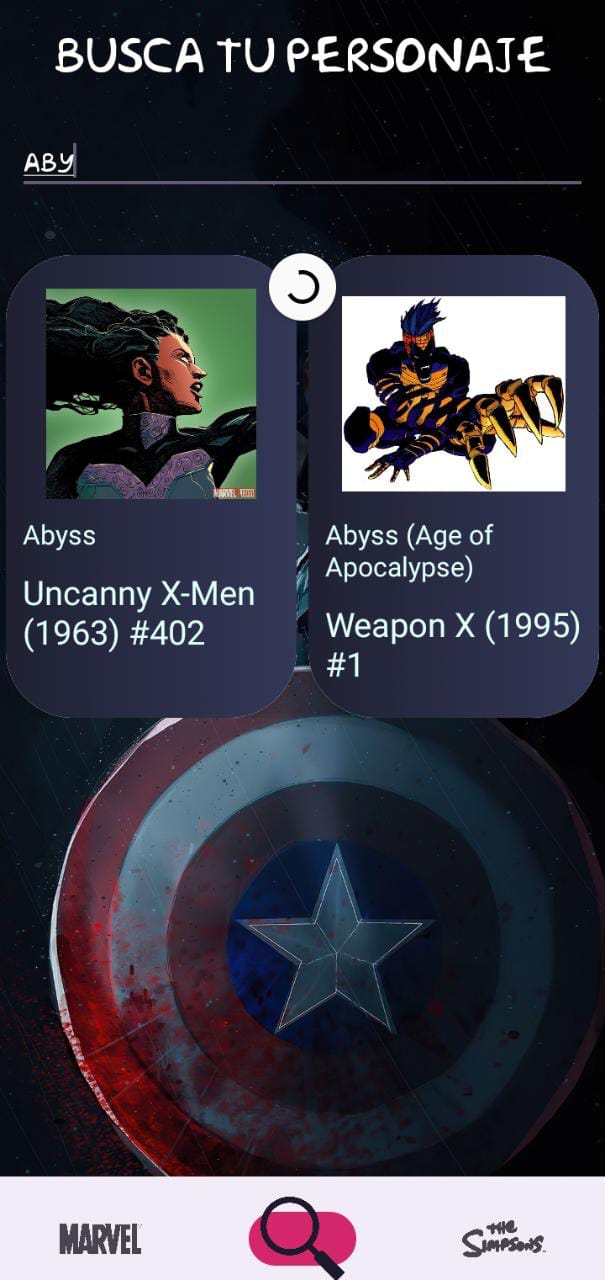 BUSCA TU PERSONAJE
ABY
MARVEL
Abyss
Uncanny X-Men
(1963) #402
Abyss (Age of
Apocalypse)
Weapon X (1995)
#1
MARVEL
THE
SIMPSONS